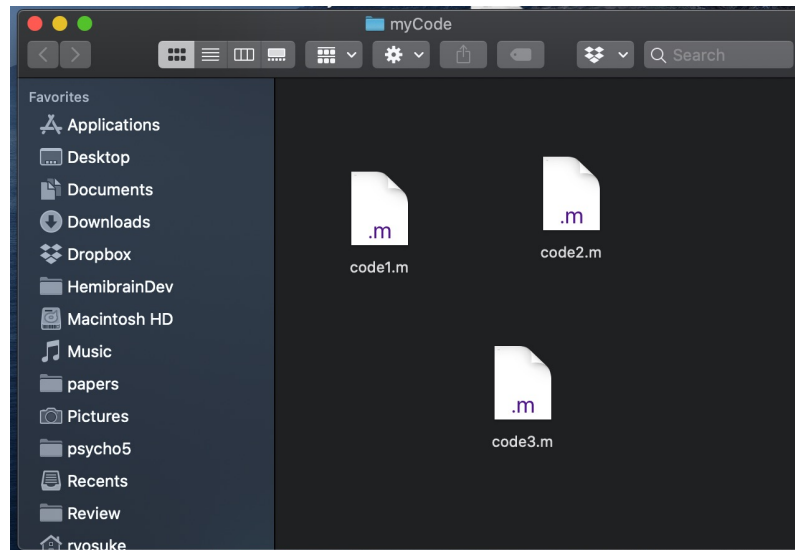 myCode
Search
Favorites
Applications
Desktop
Documents
Downloads
Dropbox
HemibrainDev
Macintosh HD
Music
papers
Pictures
psycho5
Recents
Review
ryosuke
.m
code1.m
.m
code2.m
.m
code3.m